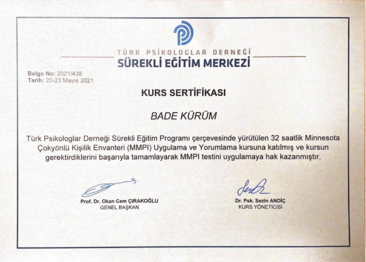 TÜRK PSİKOLOGLAR DERNEĞİ
SÜREKLİ EĞİTİM MERKEZİ
Belge No: 2021/438
Tarih: 20-23 Mayıs 2021
KURS SERTİFİKASI
BADE KÜRÜM
Türk Psikologlar Derneği Sürekli Eğitim Programı çerçevesinde yürütülen 32 saatlik Minnesota
Çokyönlü Kişilik Envanteri (MMPI) Uygulama ve Yorumlama kursuna katılmış ve kursun
gerektirdiklerini başarıyla tamamlayarak MMPI testini uygulamaya hak kazanmıştır.
Prof. Dr. Okan Cem ÇIRAKOĞLU
GENEL BAŞKAN
Dr. Psk. Sezin ANDİÇ
KURS YÖNETİCİSİ